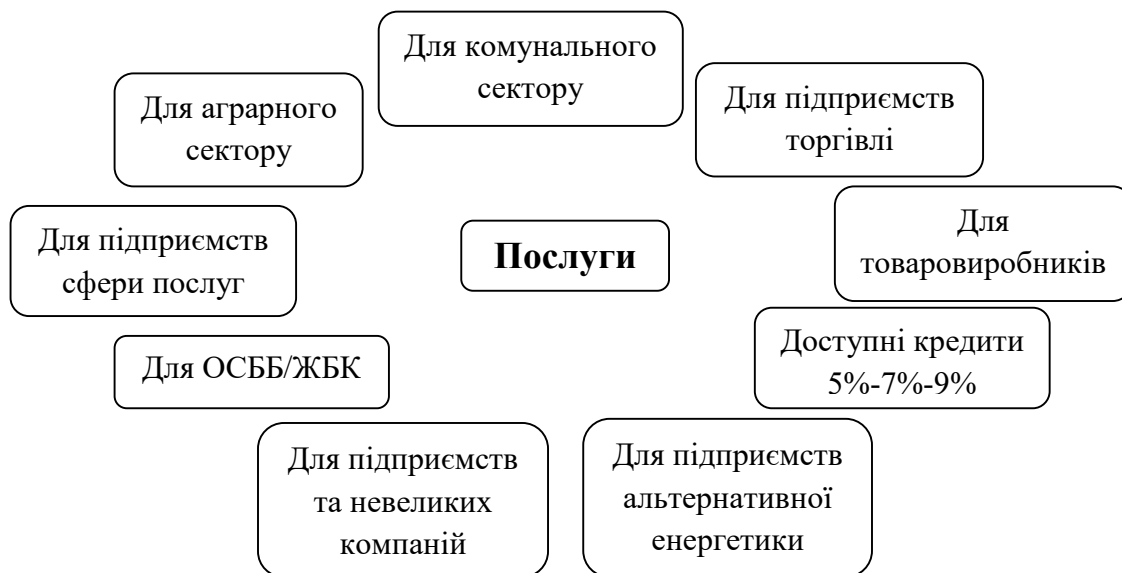 Для комунального
сектору
Для аграрного
сектору
Для підприємств
торгівлі
Для підприємств
сфери послуг
Послуги
Для
товаровиробників
Для ОСББ/ЖБК
Доступні кредити
5%-7%-9%
Для підприємств
та невеликих
компаній
Для підприємств
альтернативної
енергетики